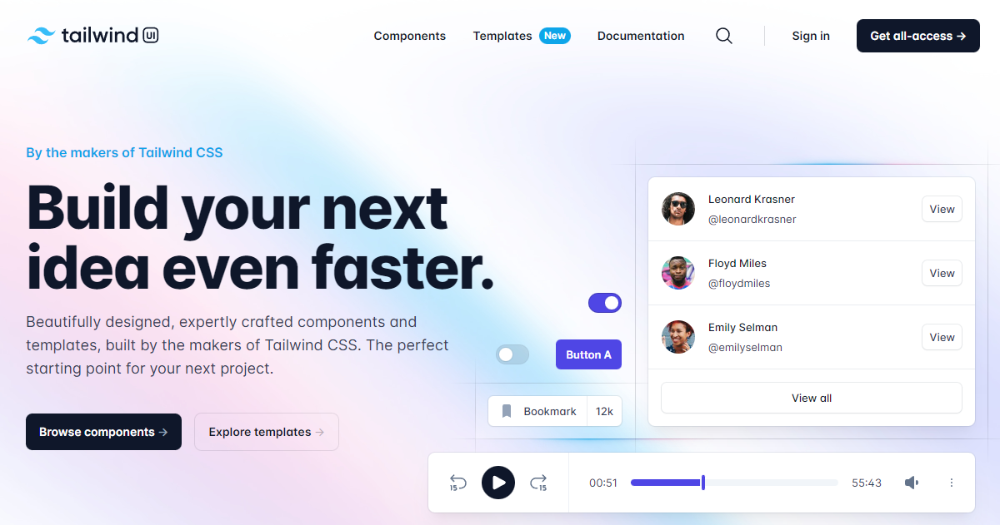 tailwind UI
Components Templates New Documentation Sign in Get all-access →
By the makers of Tailwind CSS
Build your next
idea even faster.
Beautifully designed, expertly crafted components and
templates, built by the makers of Tailwind CSS. The perfect
starting point for your next project.
Browse components →
Explore templates →
Leonard Krasner
@leonardkrasner
View
Floyd Miles
@floydmiles
View
Emily Selman
@emilyselman
View
View all
Button A
Bookmark 12k
15
15
00:51
55:43